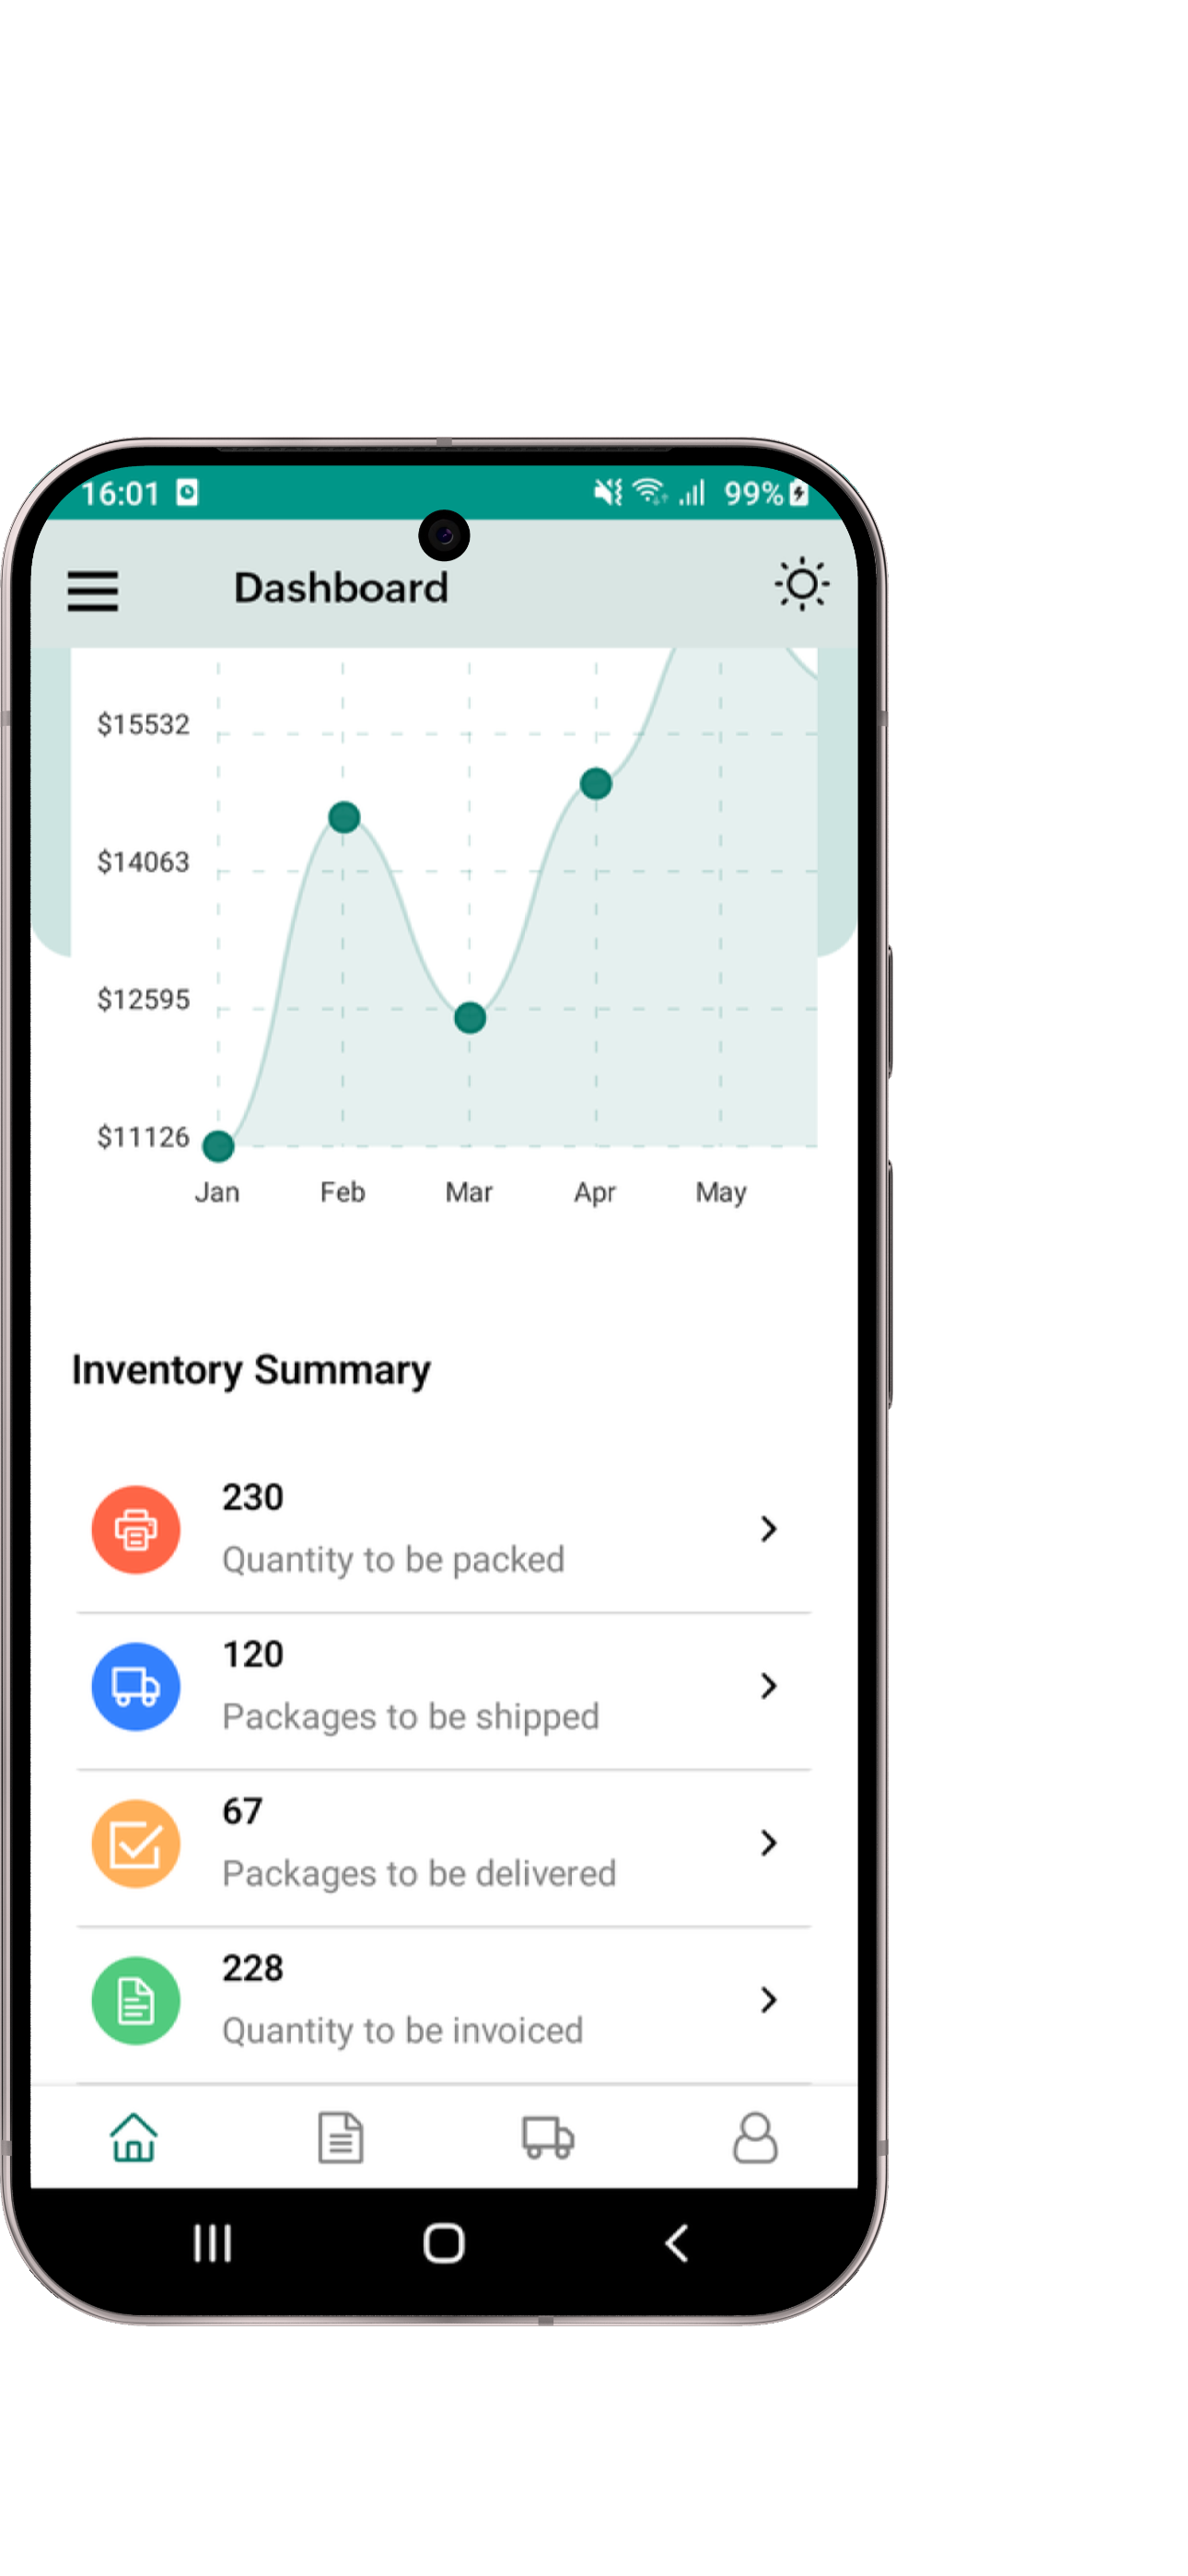 16:01 99%
Dashboard
$15532
$14063
$12595
$11126
Jan Feb Mar Apr May
Inventory Summary
230
Quantity to be packed
120
Packages to be shipped
67
Packages to be delivered
228
Quantity to be invoiced